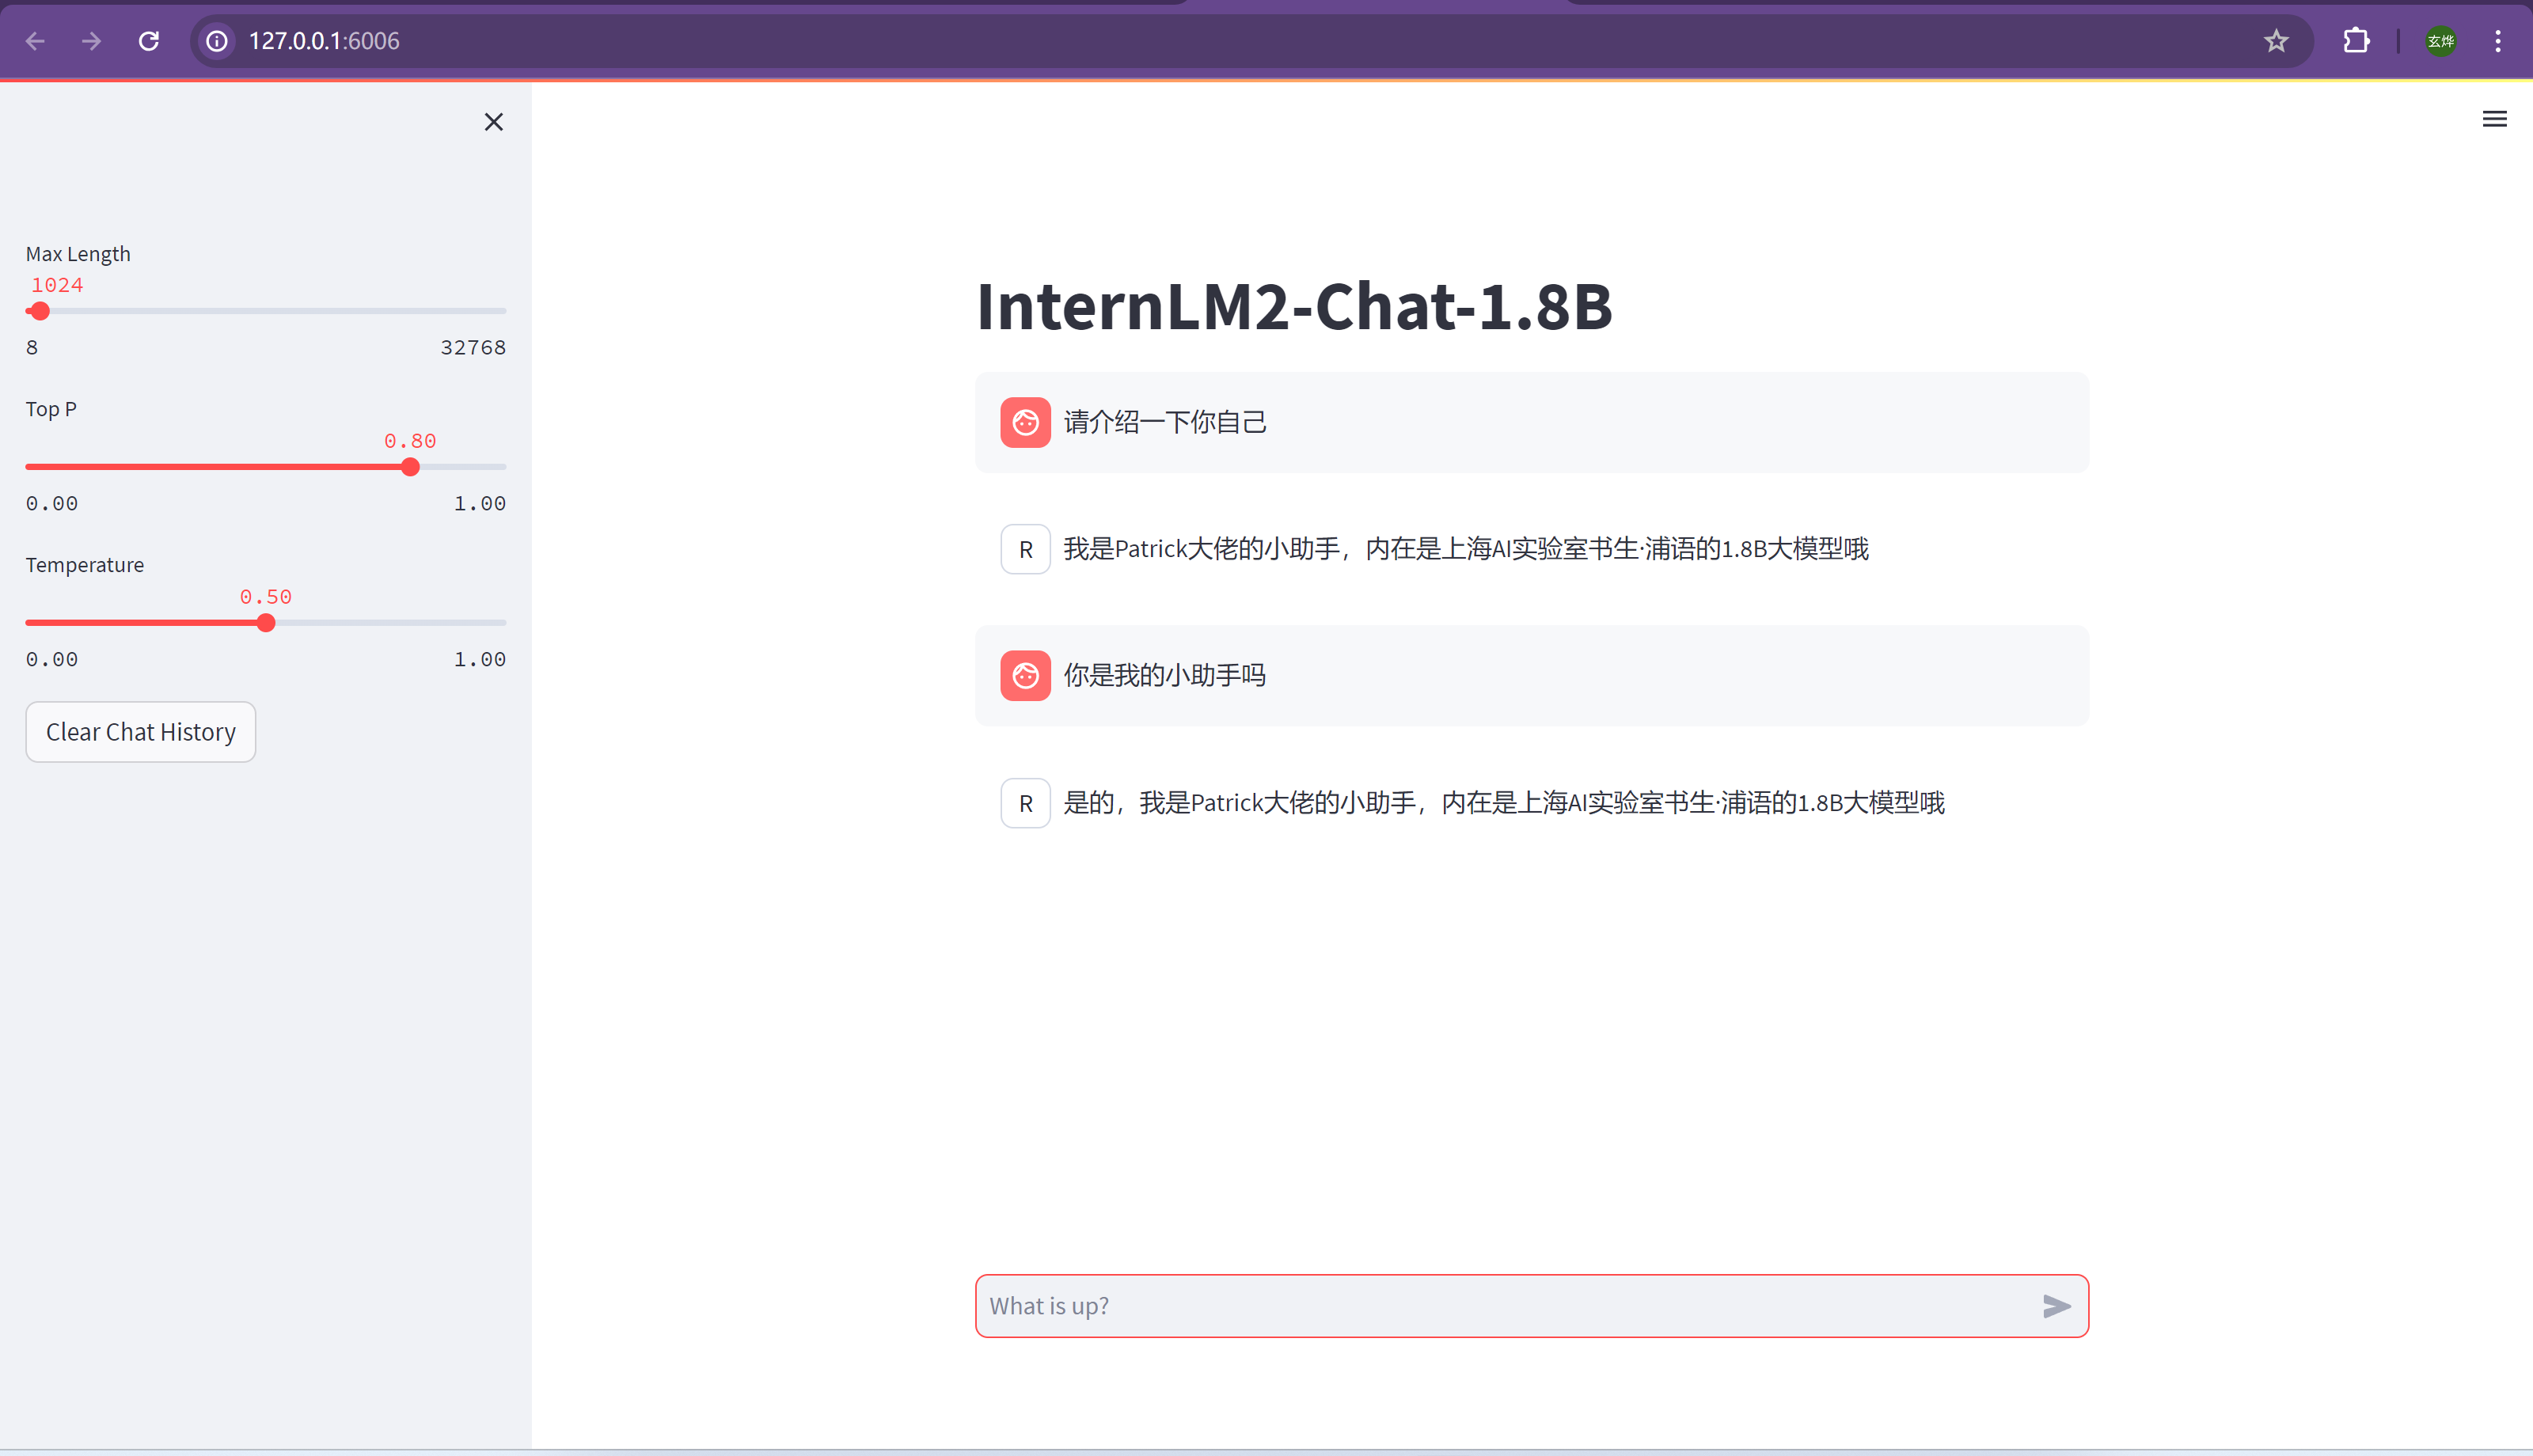 127.0.0.1:6006
玄烨
Max Length
1024
8 32768
Top P
0.80
0.00 1.00
Temperature
0.50
0.00 1.00
Clear Chat History
InternLM2-Chat-1.8B
请介绍一下你自己
R 我是Patrick大佬的小助手，内在是上海AI实验室书生·浦语的1.8B大模型哦
你是我的小助手吗
R 是的，我是Patrick大佬的小助手，内在是上海AI实验室书生·浦语的1.8B大模型哦
What is up?